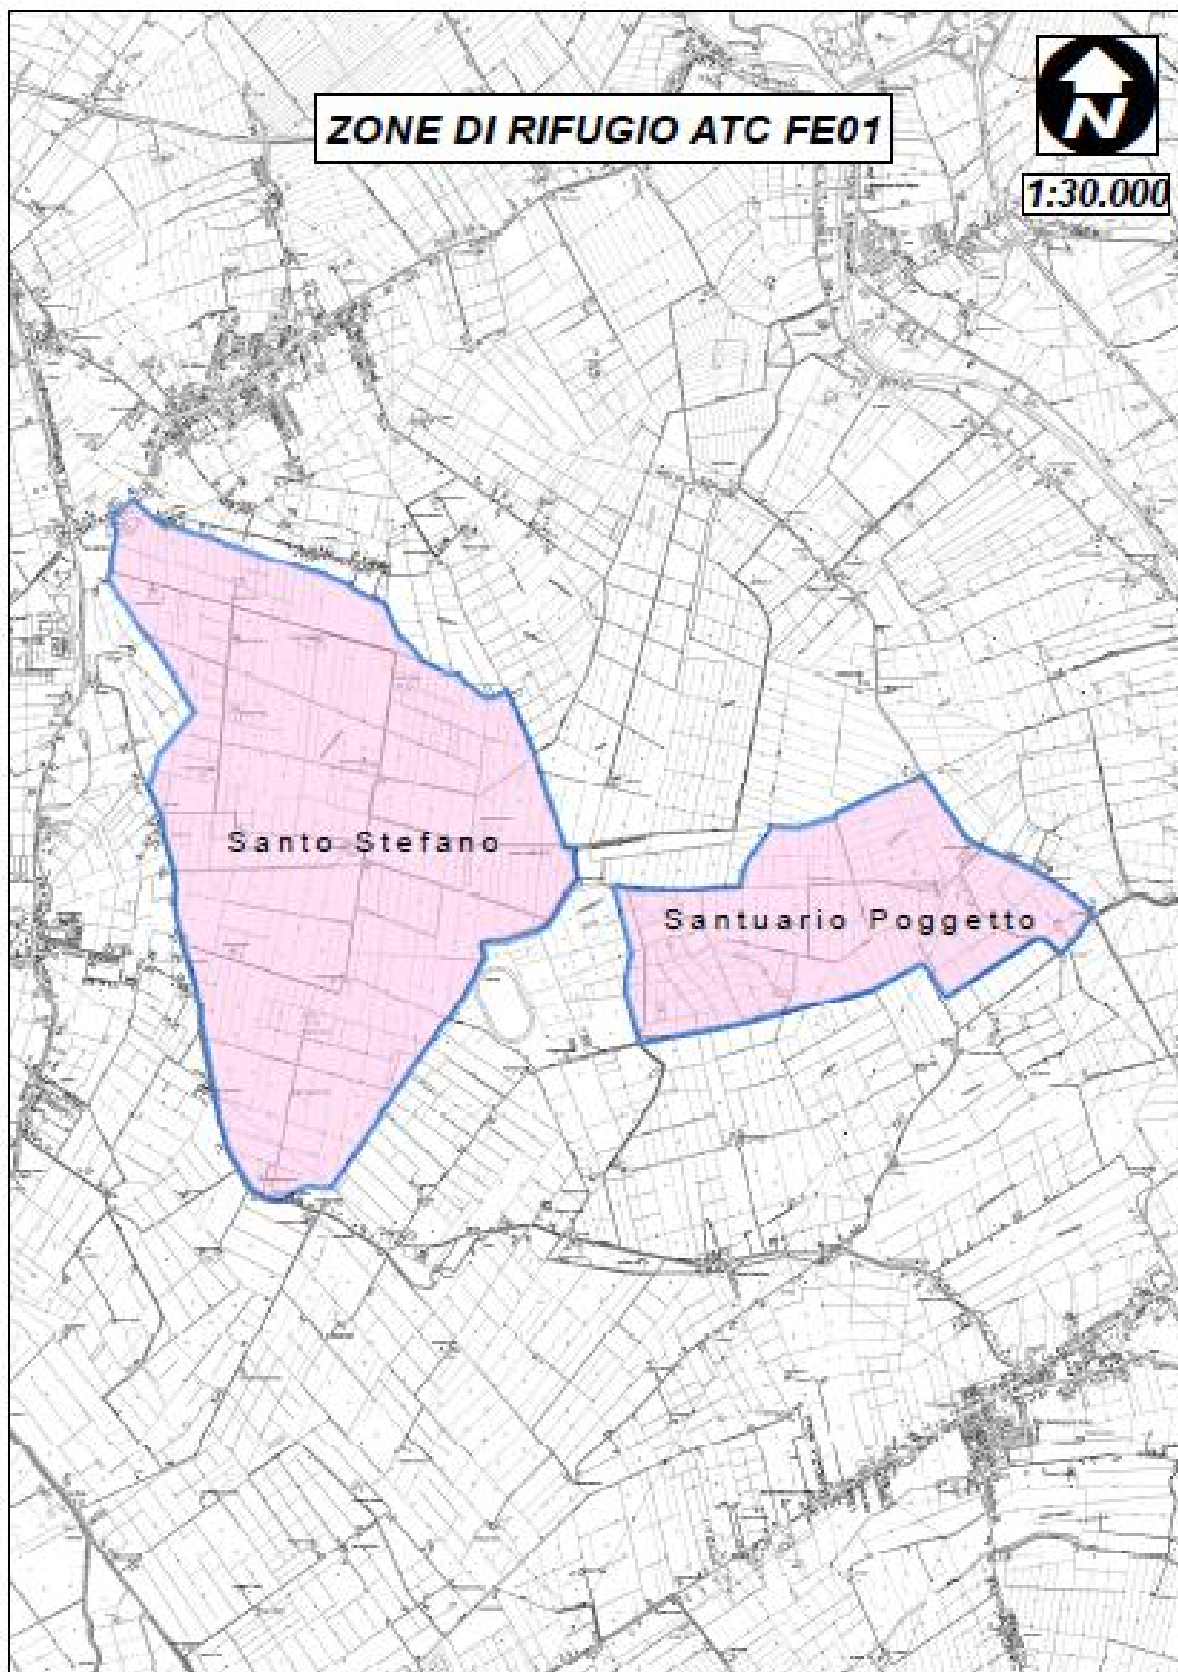 ZONE DI RIFUGIO ATC FE01
N
1:30.000
Santo Stefano
Santuario Poggetto